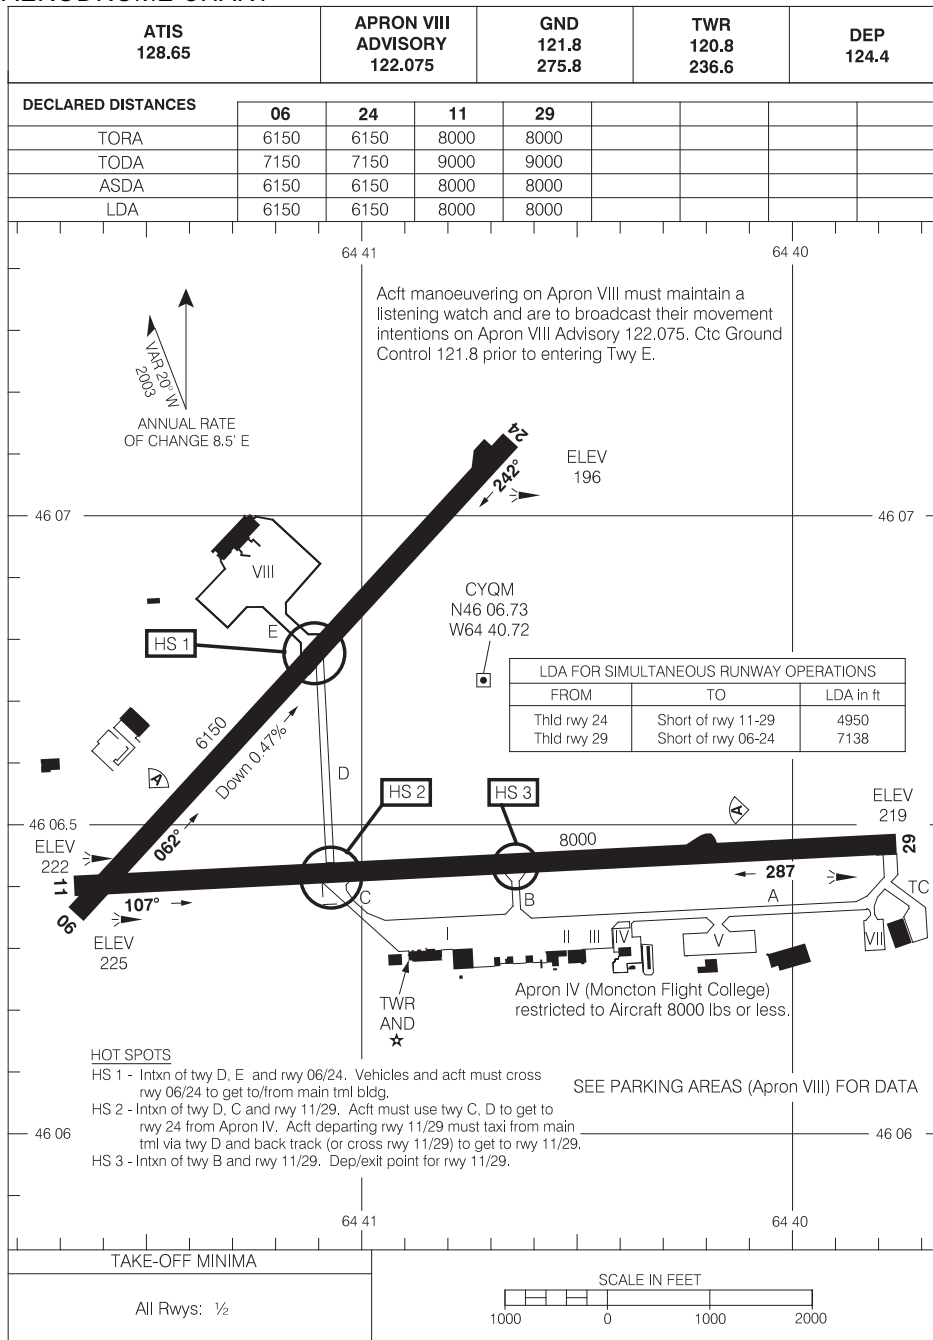 ATIS
128.65
APRON VIII
ADVISORY
122.075
GND
121.8
275.8
TWR
120.8
236.6
DEP
124.4
DECLARED DISTANCES 06 24 11 29
TORA 6150 6150 8000 8000
TODA 7150 7150 9000 9000
ASDA 6150 6150 8000 8000
LDA 6150 6150 8000 8000
64 41 64 40
Acft manoeuvering on Apron VIII must maintain a
listening watch and are to broadcast their movement
intentions on Apron VIII Advisory 122.075. Ctc Ground
Control 121.8 prior to entering Twy E.
VAR 20° W
2003
ANNUAL RATE
OF CHANGE 8.5' E
24
242°
ELEV
196
46 07 46 07
VIII
CYQM
N46 06.73
W64 40.72
E
HS 1
LDA FOR SIMULTANEOUS RUNWAY OPERATIONS
FROM TO LDA in ft
Thld rwy 24 Short of rwy 11-29 4950
Thld rwy 29 Short of rwy 06-24 7138
6150
Down 0.47%
D
A
HS 2
HS 3
A
ELEV
219
46 06.5
062°
8000
29
ELEV
222
11
107°
287
06
C
B
A
TC
ELEV
225
I II III IV V VII
TWR
AND
Apron IV (Moncton Flight College)
restricted to Aircraft 8000 lbs or less.
HOT SPOTS
HS 1 - Intxn of twy D, E and rwy 06/24. Vehicles and acft must cross
rwy 06/24 to get to/from main tml bldg.
HS 2 - Intxn of twy D, C and rwy 11/29. Acft must use twy C, D to get to
rwy 24 from Apron IV. Acft departing rwy 11/29 must taxi from main
tml via twy D and back track (or cross rwy 11/29) to get to rwy 11/29.
HS 3 - Intxn of twy B and rwy 11/29. Dep/exit point for rwy 11/29.
SEE PARKING AREAS (Apron VIII) FOR DATA
46 06 46 06
64 41 64 40
TAKE-OFF MINIMA
All Rwys: ½
SCALE IN FEET
1000 0 1000 2000